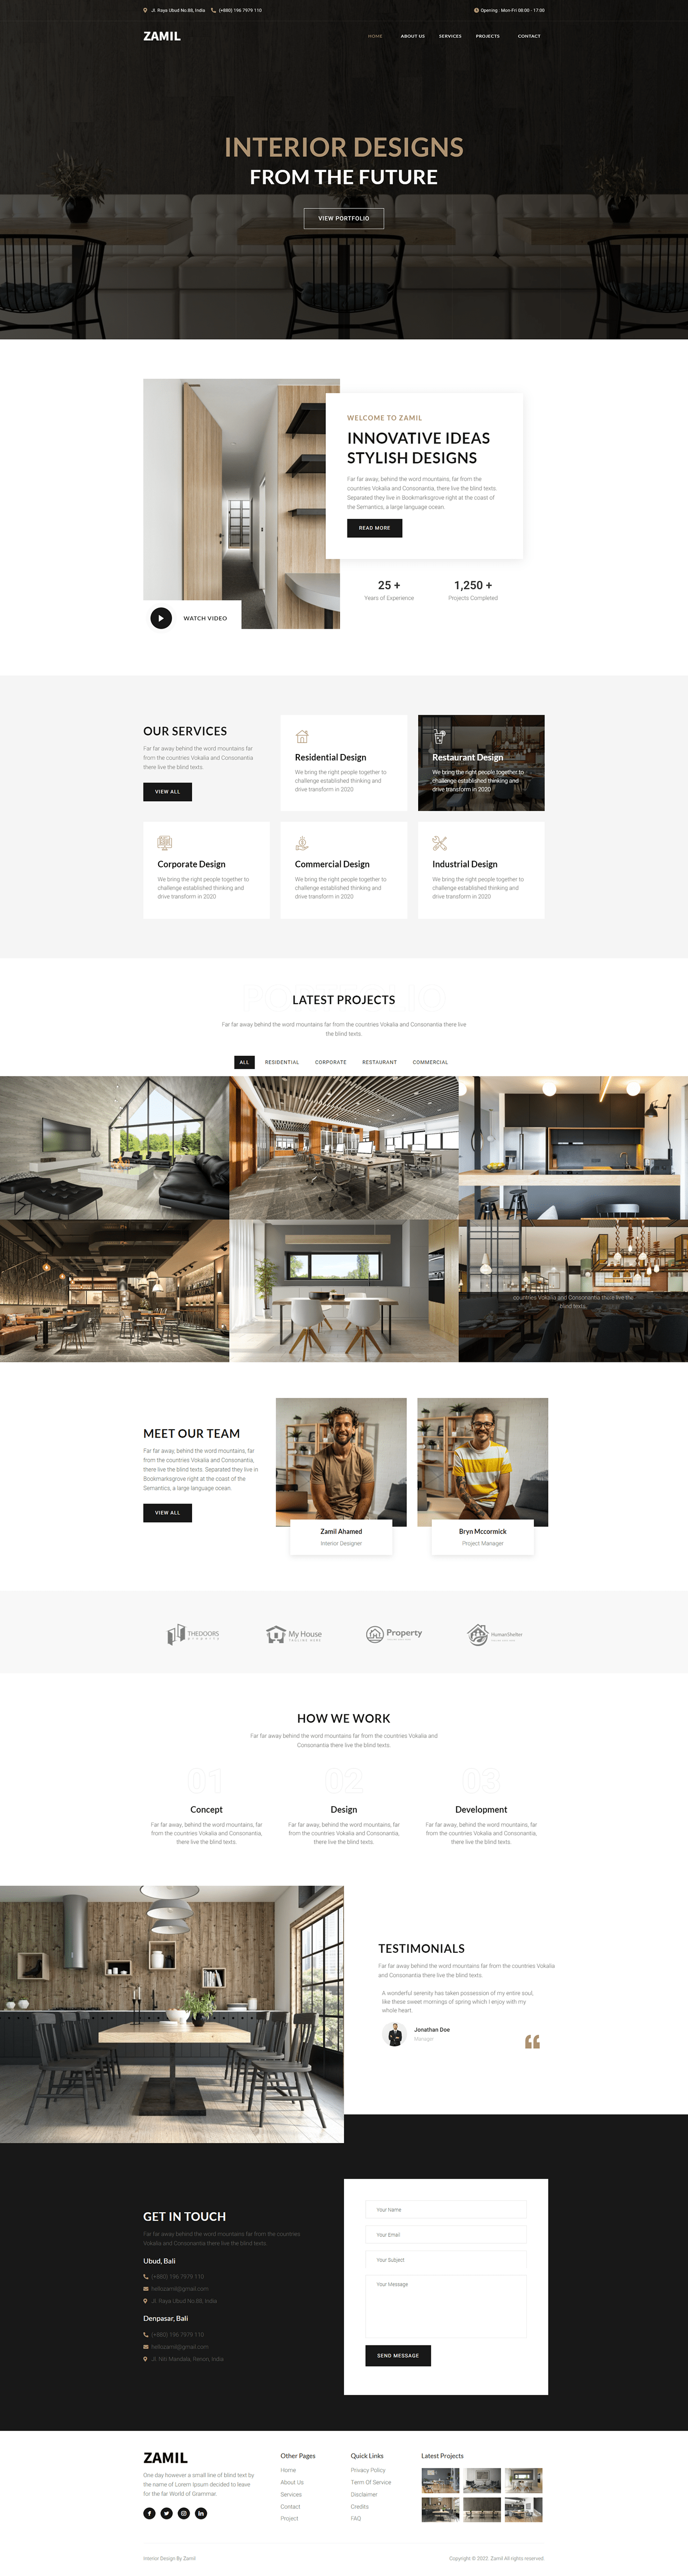 Jl. Raya Ubud No.88, India
(+880) 196 7979 110
Opening : Mon-Fri 08:00 - 17:00
ZAMIL
HOME
ABOUT US
SERVICES
PROJECTS
CONTACT
INTERIOR DESIGNS
FROM THE FUTURE
VIEW PORTFOLIO
WELCOME TO ZAMIL
INNOVATIVE IDEAS
STYLISH DESIGNS
Far far away, behind the word mountains, far from the
countries Vokalia and Consonantia, there live the blind texts.
Separated they live in Bookmarksgrove right at the coast of
the Semantics, a large language ocean.
READ MORE
25 +
Years of Experience
1,250 +
Projects Completed
WATCH VIDEO
OUR SERVICES
Far far away behind the word mountains far
from the countries Vokalia and Consonantia
there live the blind texts.
VIEW ALL
Residential Design
We bring the right people together to
challenge established thinking and
drive transform in 2020
Restaurant Design
We bring the right people together to
challenge established thinking and
drive transform in 2020
Corporate Design
We bring the right people together to
challenge established thinking and
drive transform in 2020
Commercial Design
We bring the right people together to
challenge established thinking and
drive transform in 2020
Industrial Design
We bring the right people together to
challenge established thinking and
drive transform in 2020
LATEST PROJECTS
Far far away behind the word mountains far from the countries Vokalia and Consonantia there live
the blind texts.
ALL
RESIDENTIAL
CORPORATE
RESTAURANT
COMMERCIAL
countries Vokalia and Consonantia there live the
blind texts.
MEET OUR TEAM
Far far away, behind the word mountains, far
from the countries Vokalia and Consonantia,
there live the blind texts. Separated they live in
Bookmarksgrove right at the coast of the
Semantics, a large language ocean.
VIEW ALL
Zamil Ahamed
Interior Designer
Bryn Mccormick
Project Manager
THEDOORS
My House
TAGLINE HERE
Property
HumanShelter
HOW WE WORK
Far far away, behind the word mountains far from the countries Vokalia and
Consonantia there live the blind texts.
01
02
03
Concept
Far far away, behind the word mountains, far
from the countries Vokalia and Consonantia,
there live the blind texts.
Design
Far far away, behind the word mountains, far
from the countries Vokalia and Consonantia,
there live the blind texts.
Development
Far far away, behind the word mountains, far
from the countries Vokalia and Consonantia,
there live the blind texts.
TESTIMONIALS
Far far away behind the word mountains far from the countries Vokalia
and Consonantia there live the blind texts.
A wonderful serenity has taken possession of my entire soul,
like these sweet mornings of spring which I enjoy with my
whole heart.
Jonathan Doe
Manager
GET IN TOUCH
Far far away behind the word mountains far from the countries
Vokalia and Consonantia there live the blind texts.
Ubud, Bali
(+880) 196 7979 110
hellozamil@gmail.com
Jl. Raya Ubud No.88, India
Denpasar, Bali
(+880) 196 7979 110
hellozamil@gmail.com
Jl. Niti Mandala, Renon, India
Your Name
Your Email
Your Subject
Your Message
SEND MESSAGE
ZAMIL
One day however a small line of blind text by
the name of Lorem Ipsum decided to leave
for the far World of Grammar.
Other Pages
Home
About Us
Services
Contact
Project
Quick Links
Privacy Policy
Term Of Service
Disclaimer
Credits
FAQ
Latest Projects
Interior Design By Zamil
Copyright © 2022. Zamil All rights reserved.